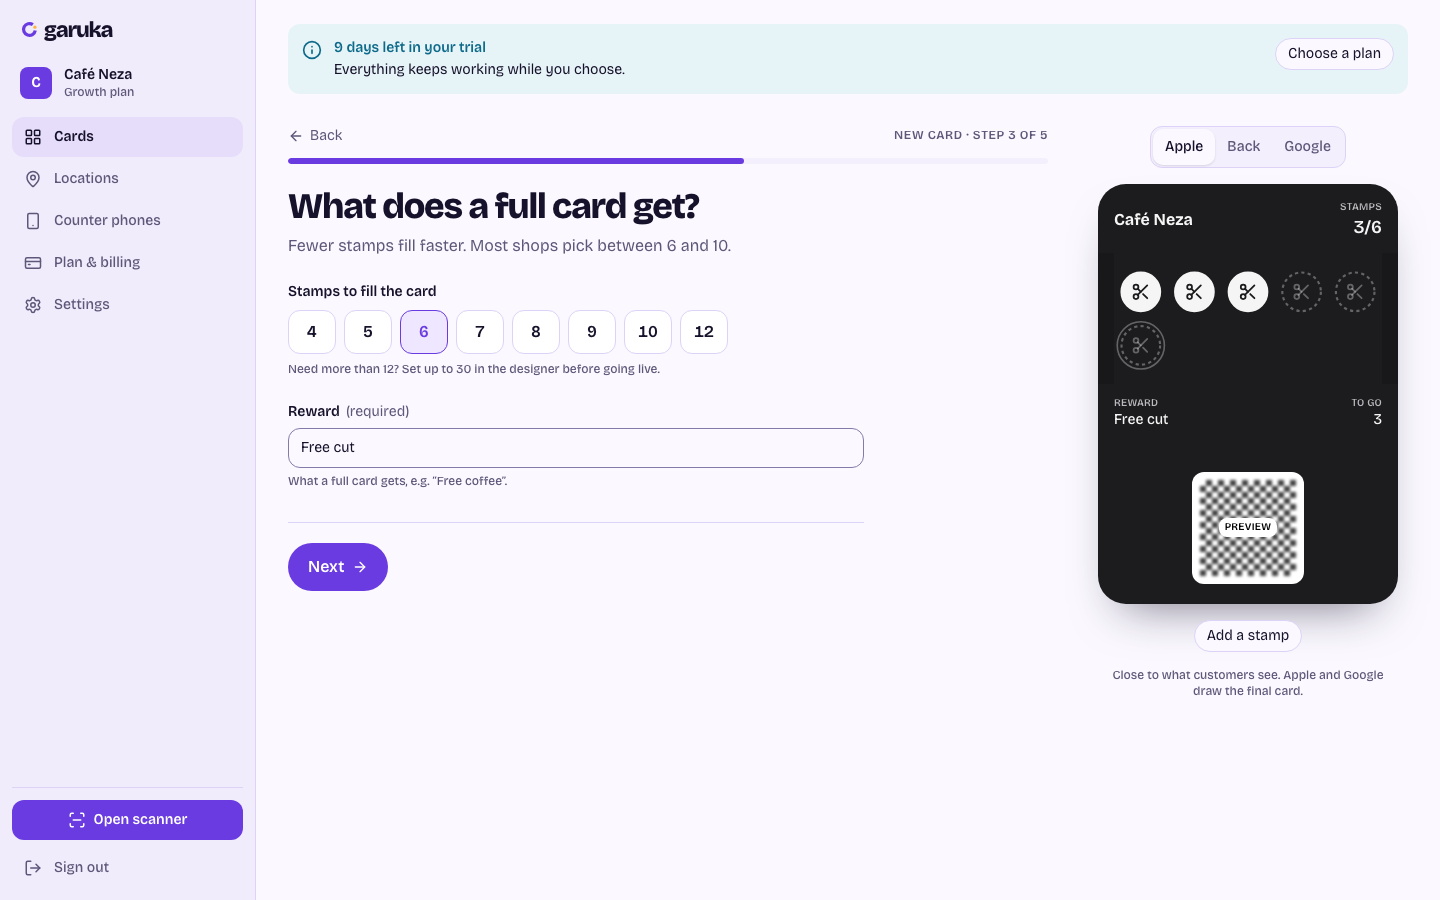 garuka
C
Café Neza
Growth plan
Cards
Locations
Counter phones
Plan & billing
Settings
Open scanner
Sign out
9 days left in your trial
Everything keeps working while you choose.
Choose a plan
Back
NEW CARD · STEP 3 OF 5
What does a full card get?
Fewer stamps fill faster. Most shops pick between 6 and 10.
Stamps to fill the card
4 5 6 7 8 9 10 12
Need more than 12? Set up to 30 in the designer before going live.
Reward (required)
Free cut
What a full card gets, e.g. “Free coffee”.
Next
Apple Back Google
Café Neza
STAMPS
3/6
REWARD TO GO
Free cut 3
PREVIEW
Add a stamp
Close to what customers see. Apple and Google
draw the final card.